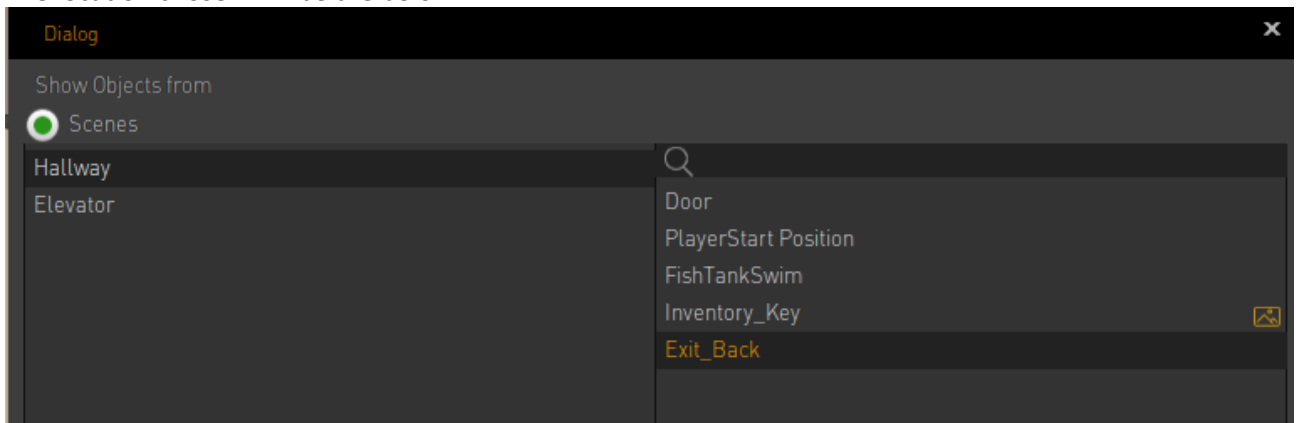 Dialog
Show Objects from
Scenes
Hallway
Elevator
Door
PlayerStart Position
FishTankSwim
Inventory_Key
Exit_Back